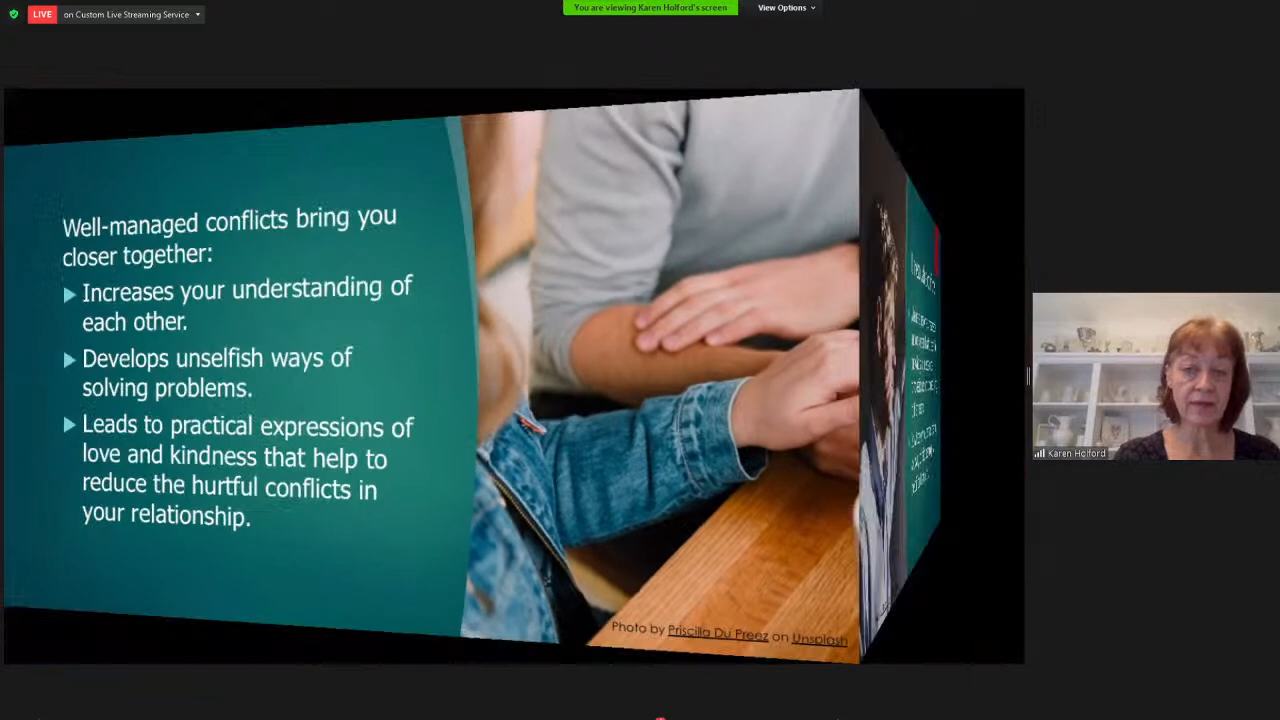 LIVE on Custom Live Streaming Service
You are viewing Karen Holford's screen
View Options
Well-managed conflicts bring you
closer together:
Increases your understanding of
each other.
Develops unselfish ways of
solving problems.
Leads to practical expressions of
love and kindness that help to
reduce the hurtful conflicts in
your relationship.
Photo by Priscilla Du Preez on Unsplash
Karen Holford